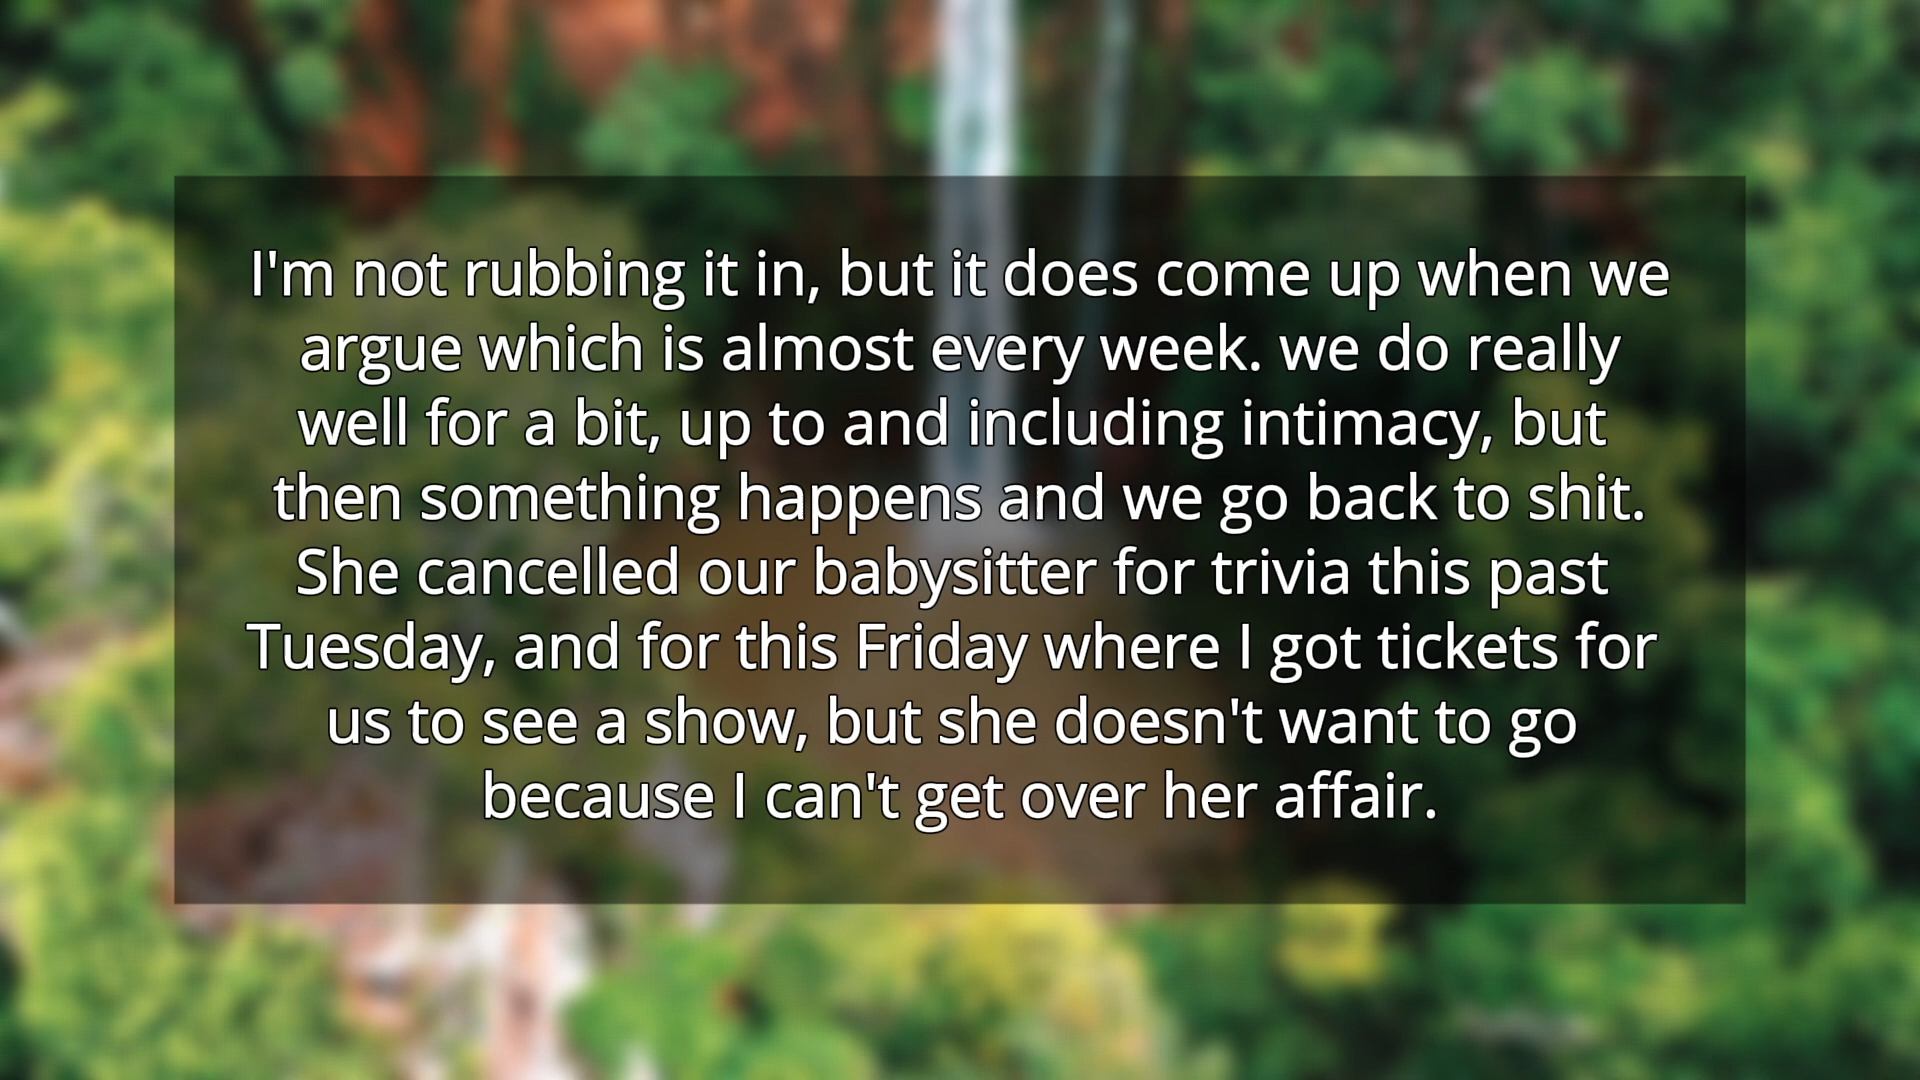 I'm not rubbing it in, but it does come up when we
argue which is almost every week. we do really
well for a bit, up to and including intimacy, but
then something happens and we go back to shit.
She cancelled our babysitter for trivia this past
Tuesday, and for this Friday where I got tickets for
us to see a show, but she doesn't want to go
because I can't get over her affair.